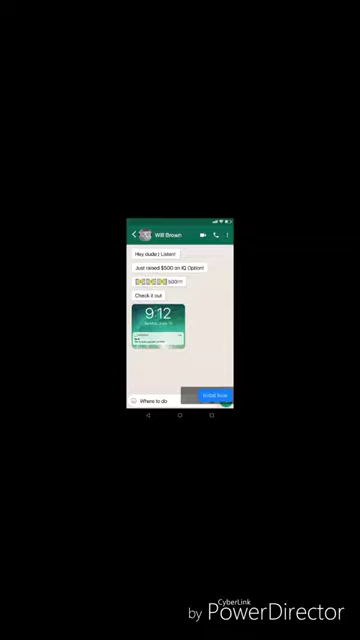 Will Brown
Hey dude:) Listen!
Just raised $500 on IQ Option!
Check it out
9:12
Where to do
Install Now
CyberLink
by PowerDirector